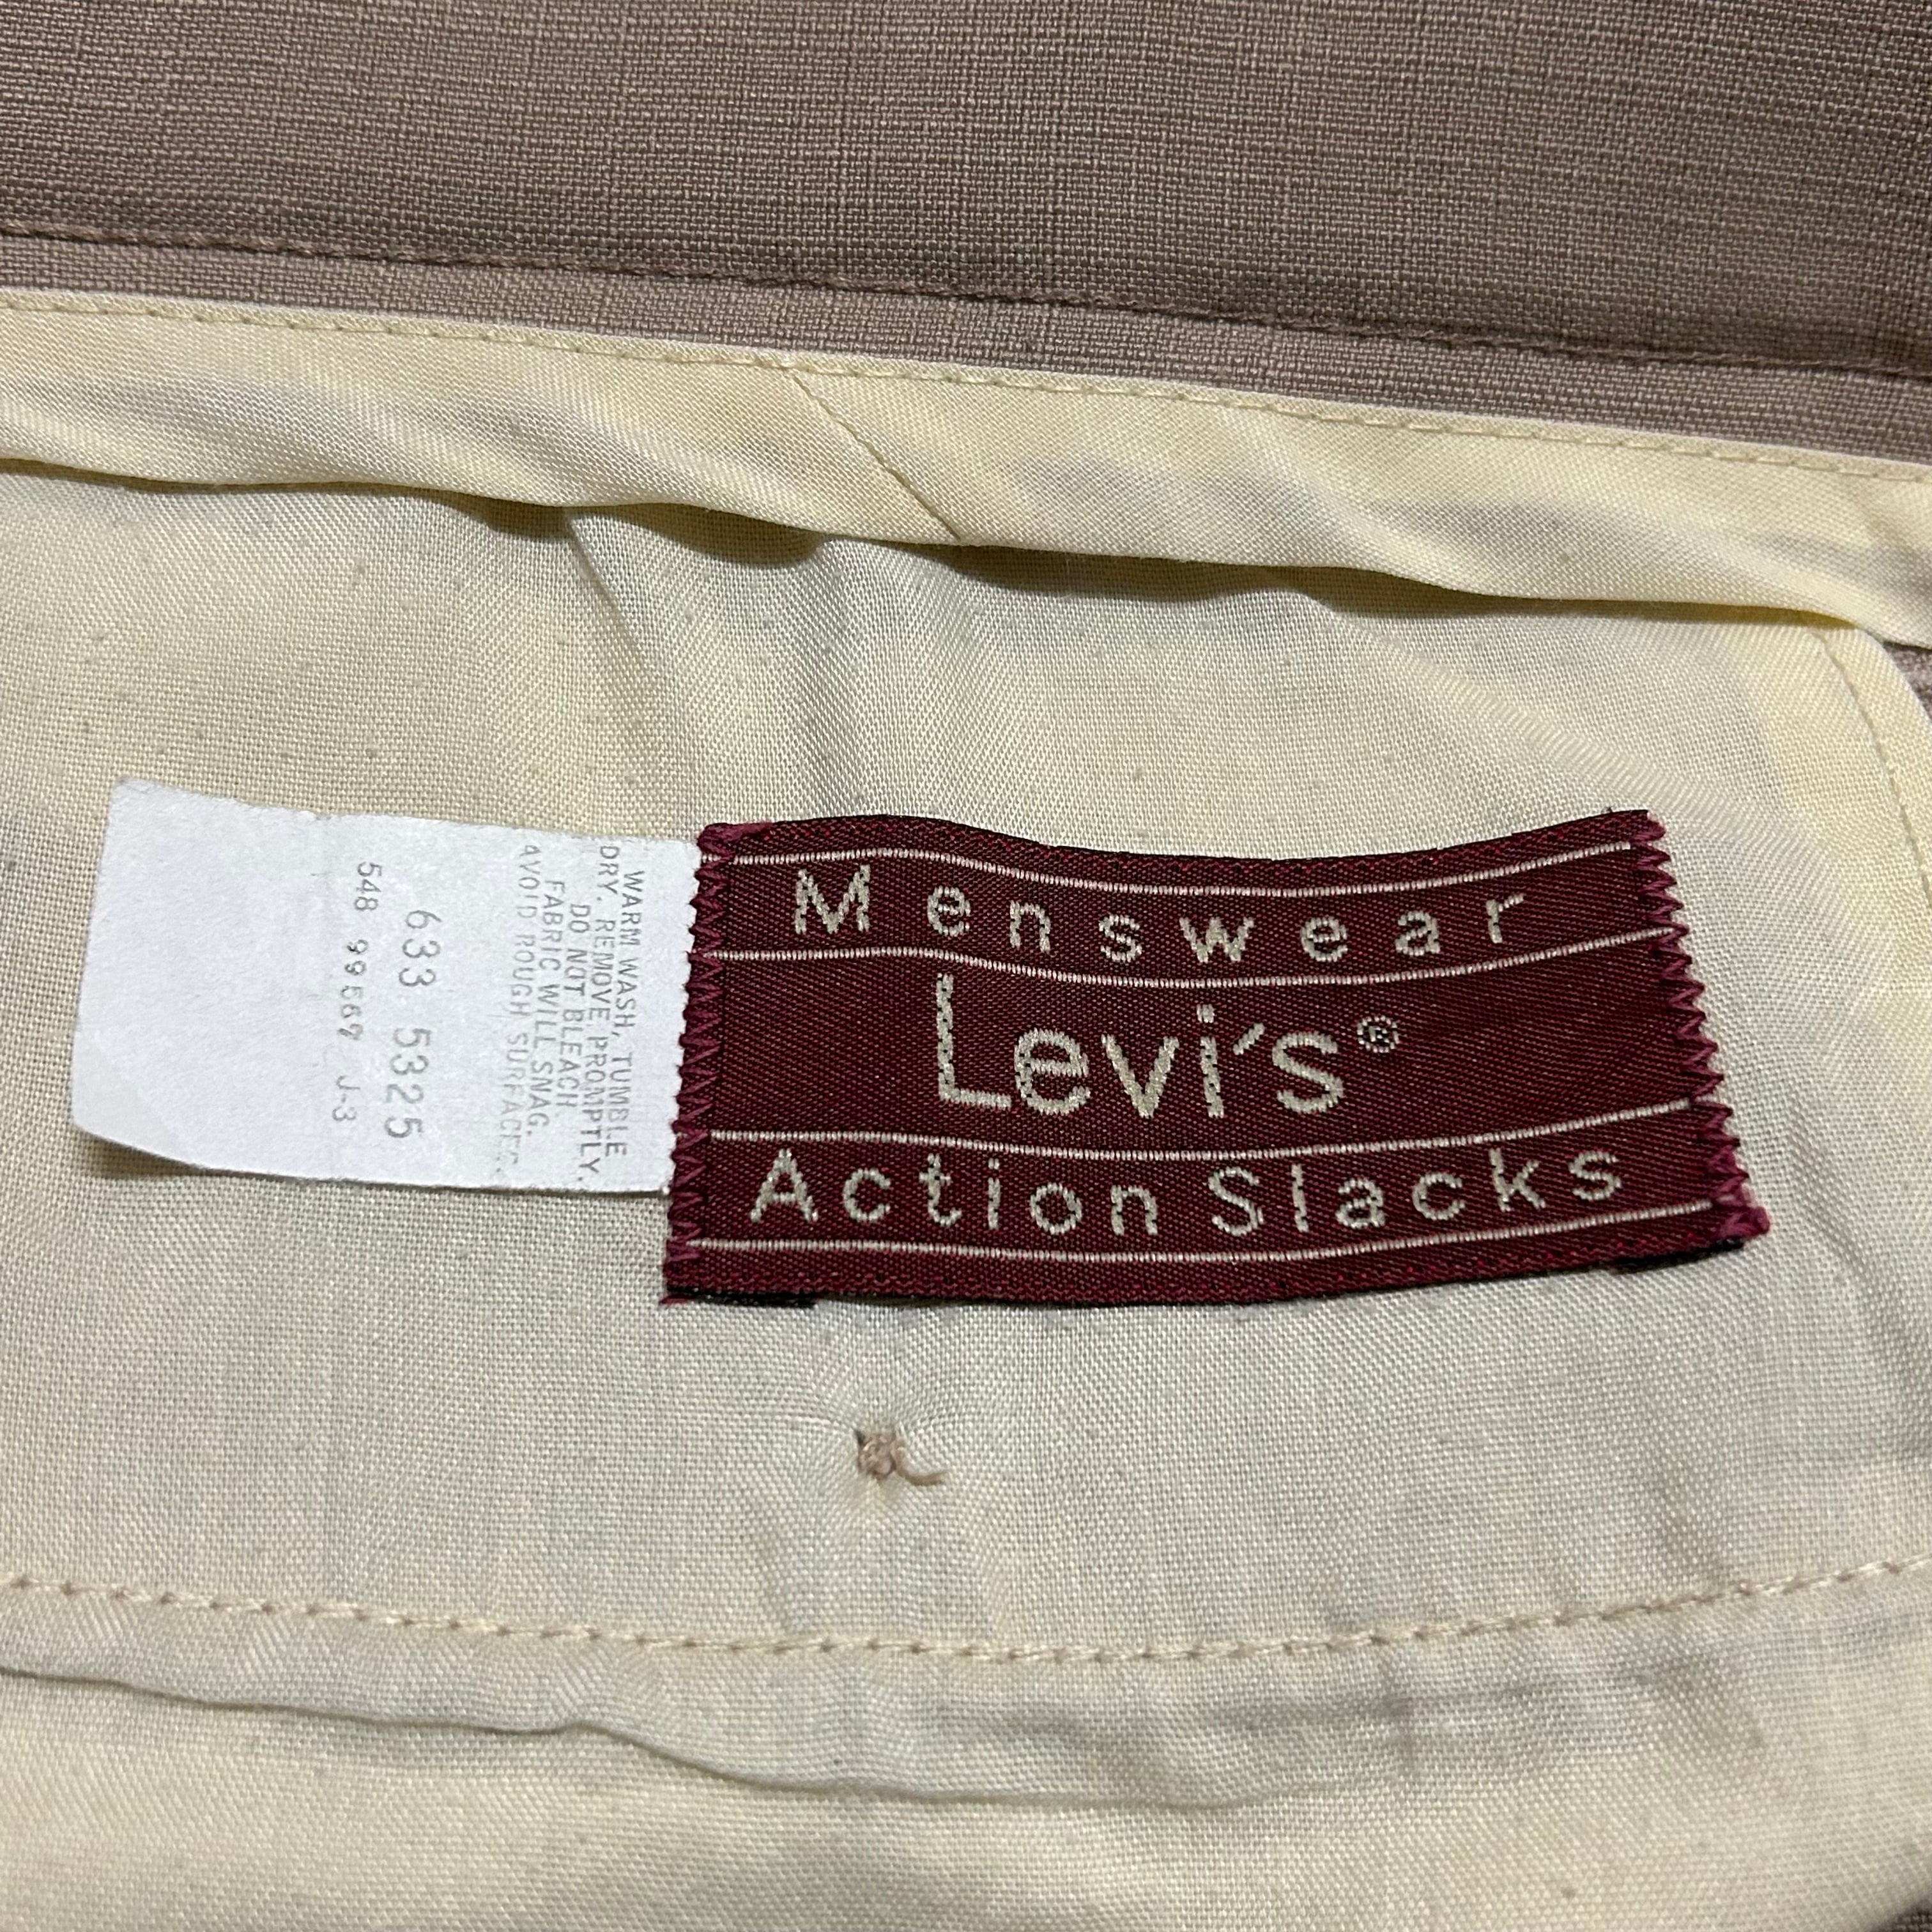 WARM WASH, TUMBLE
DRY. REMOVE PROMPTLY.
DO NOT BLEACH.
FABRIC WILL SNAG.
AVOID ROUGH SURFACES.
633 5325
548 995569 J-3
Menswear
Levi's®
Action Slacks